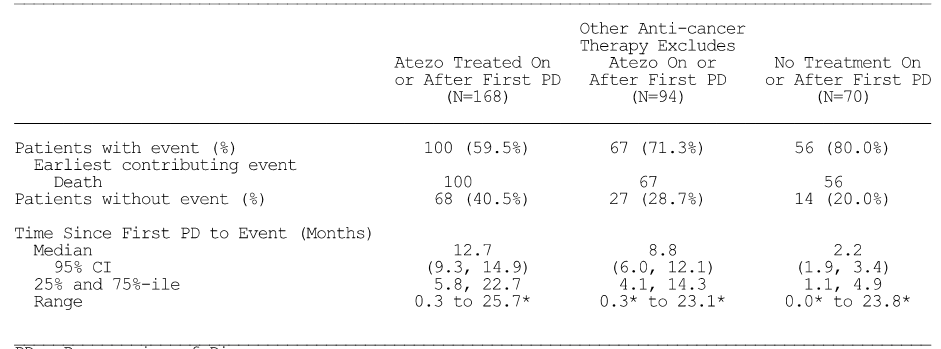 Other Anti-cancer
Therapy Excludes
Atezo Treated On Atezo On or No Treatment On
or After First PD After First PD or After First PD
(N=168) (N=94) (N=70)
Patients with event (%) 100 (59.5%) 67 (71.3%) 56 (80.0%)
Earliest contributing event
Death 100 67 56
Patients without event (%) 68 (40.5%) 27 (28.7%) 14 (20.0%)
Time Since First PD to Event (Months)
Median 12.7 8.8 2.2
95% CI (9.3, 14.9) (6.0, 12.1) (1.9, 3.4)
25% and 75%-ile 5.8, 22.7 4.1, 14.3 1.1, 4.9
Range 0.3 to 25.7* 0.3* to 23.1* 0.0* to 23.8*